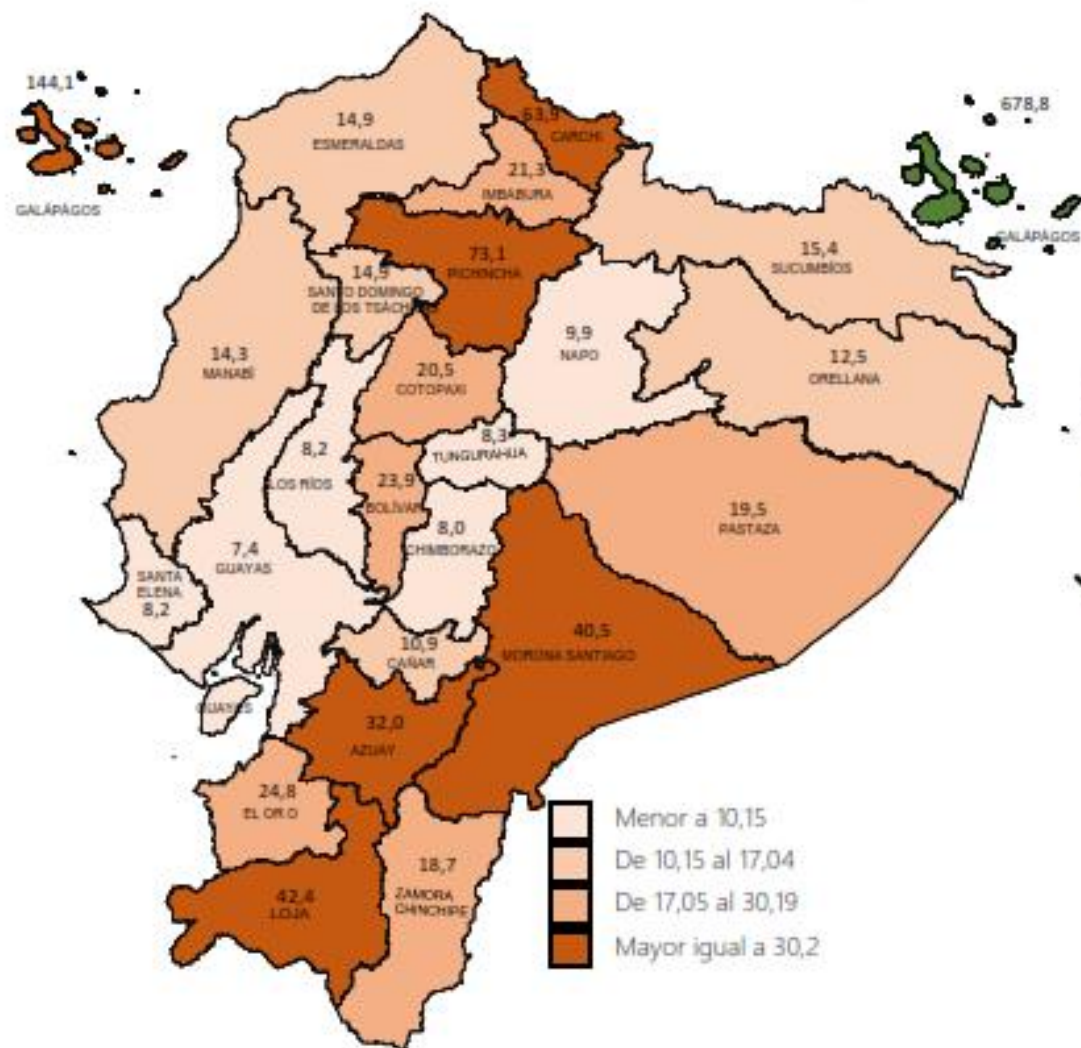 144,1
GALÁPAGOS
678,8
GALÁPAGOS
14,9
ESMERALDAS
63,9
CARCHI
21,3
IMBABURA
73,1
PICHINCHA
15,4
SUCUMBÍOS
14,9
SANTO DOMINGO
DE LOS TSÁCHI
9,9
NAPO
14,3
MANABÍ
20,5
COTOPAXI
12,5
ORELLANA
8,2
LOS RÍOS
8,3
TUNGURAHUA
23,9
BOLÍVAR
19,5
PASTAZA
8,0
CHIMBORAZO
7,4
GUAYAS
SANTA
ELENA
8,2
40,5
MORONA SANTIAGO
10,9
CAÑAR
GUAYAS
32,0
AZUAY
24,8
EL OR O
18,7
ZAMORA
CHINCHIPE
42,4
LOJA
Menor a 10,15
De 10,15 al 17,04
De 17,05 al 30,19
Mayor igual a 30,2